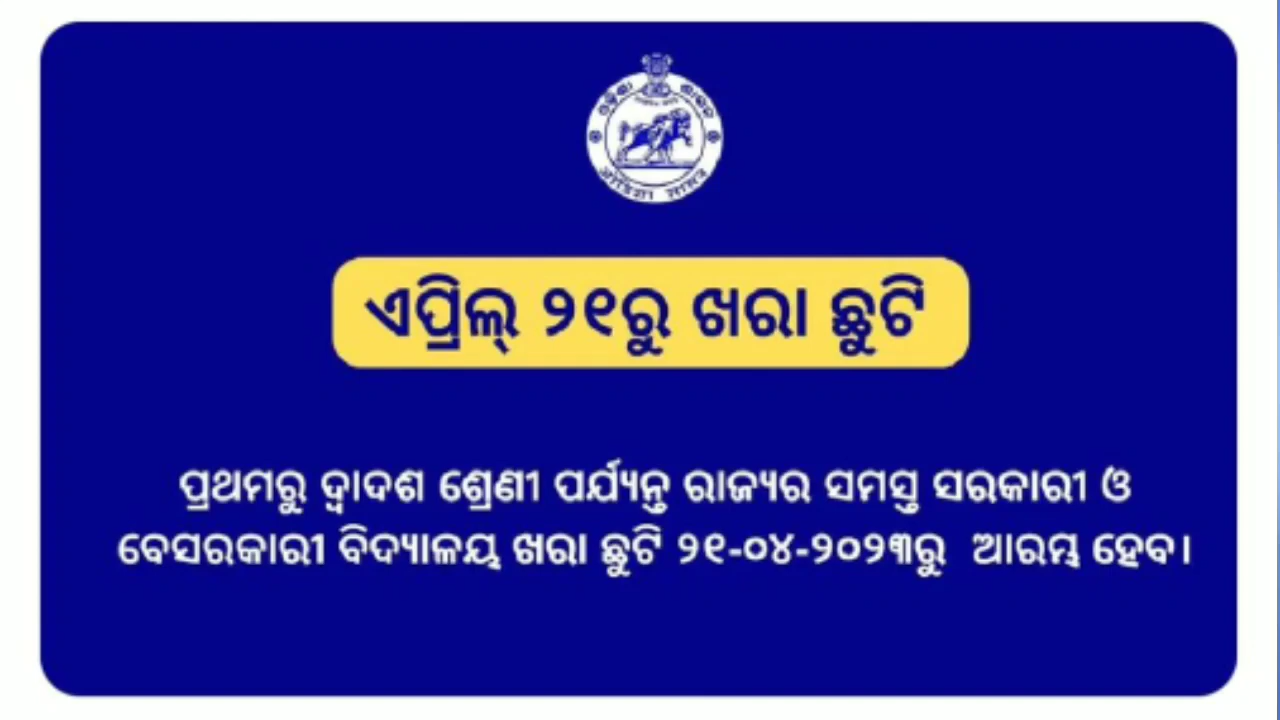 ଏପ୍ରିଲ୍ ୨୧ରୁ ଖରା ଛୁଟି
ପ୍ରଥମରୁ ଦ୍ୱାଦଶ ଶ୍ରେଣୀ ପର୍ଯ୍ୟନ୍ତ ରାଜ୍ୟର ସମସ୍ତ ସରକାରୀ ଓ
ବେସରକାରୀ ବିଦ୍ୟାଳୟ ଖରା ଛୁଟି ୨୧-୦୪-୨୦୨୩ରୁ ଆରମ୍ଭ ହେବ।